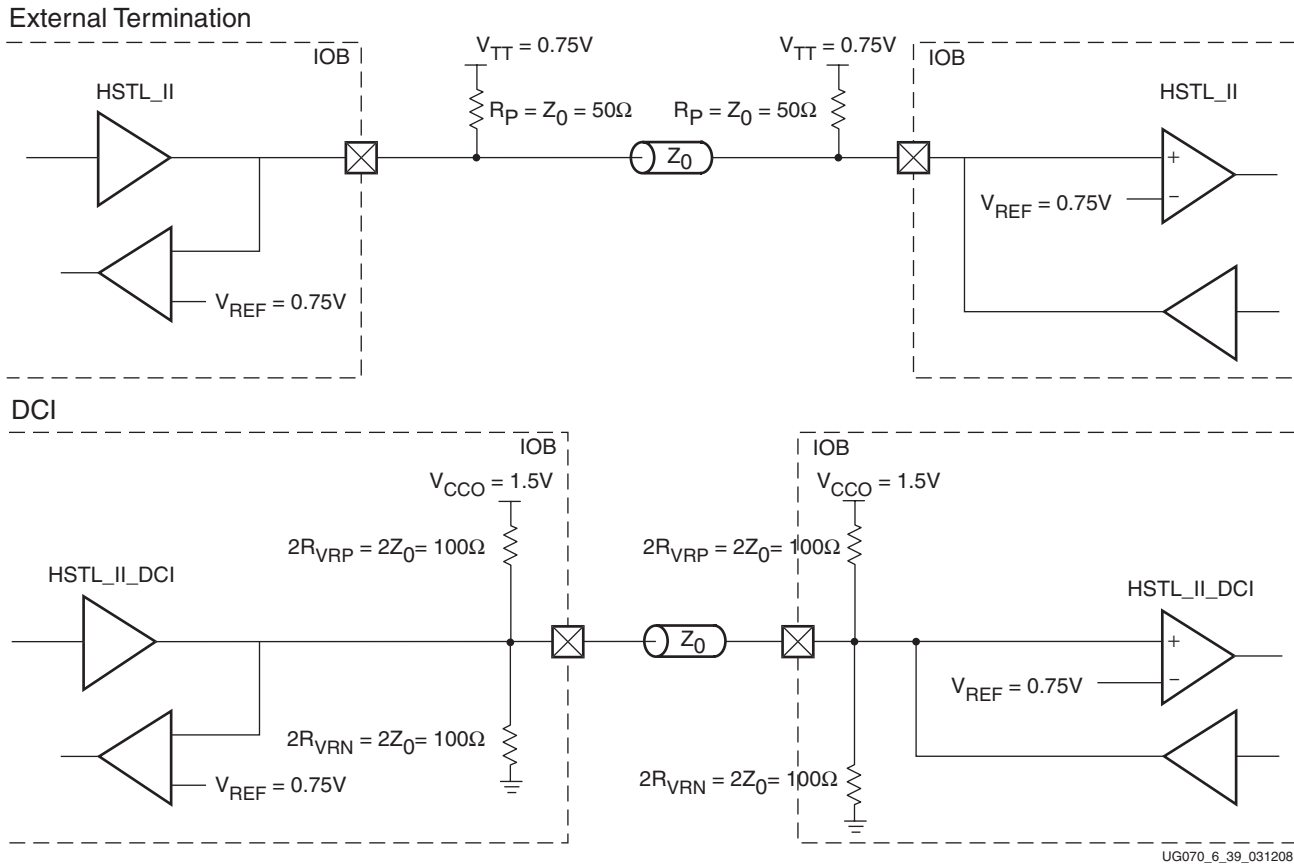 External Termination
IOB
V_TT = 0.75V
V_TT = 0.75V
IOB
HSTL_II
R_P = Z_0 = 50Ω
R_P = Z_0 = 50Ω
HSTL_II
Z_0
+
V_REF = 0.75V
−
V_REF = 0.75V
DCI
IOB
V_CCO = 1.5V
IOB
V_CCO = 1.5V
2R_VRP = 2Z_0= 100Ω
2R_VRP = 2Z_0= 100Ω
HSTL_II_DCI
HSTL_II_DCI
Z_0
+
V_REF = 0.75V
−
2R_VRN = 2Z_0= 100Ω
V_REF = 0.75V
2R_VRN = 2Z_0= 100Ω
UG070_6_39_031208